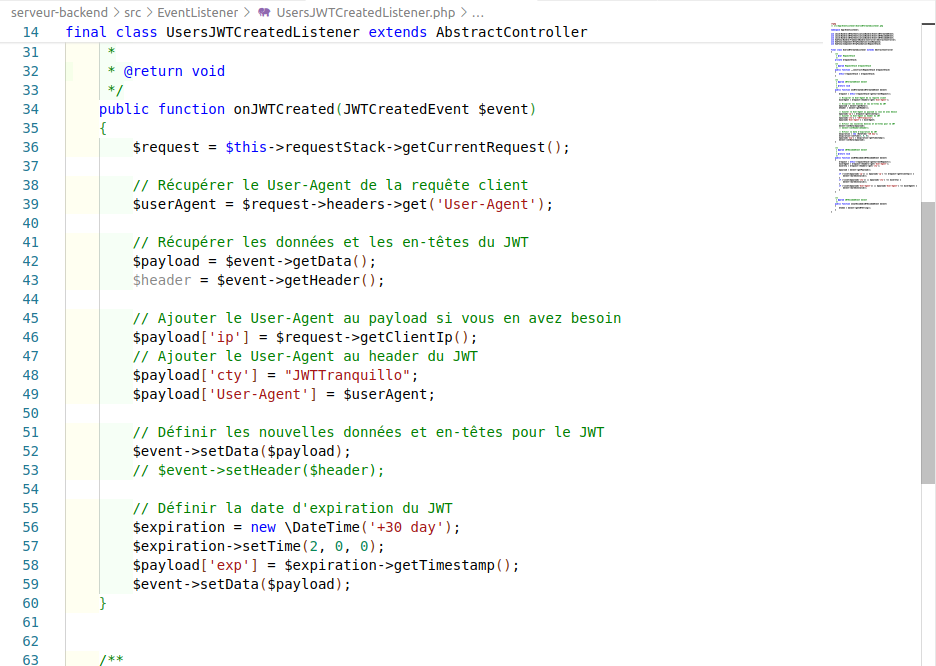 serveur-backend > src > EventListener > UsersJWTCreatedListener.php > ...
14 final class UsersJWTCreatedListener extends AbstractController
31 *
32 * @return void
33 */
34 public function onJWTCreated(JWTCreatedEvent $event)
35 {
36 $request = $this->requestStack->getCurrentRequest();
37
38 // Récupérer le User-Agent de la requête client
39 $userAgent = $request->headers->get('User-Agent');
40
41 // Récupérer les données et les en-têtes du JWT
42 $payload = $event->getData();
43 $header = $event->getHeader();
44
45 // Ajouter le User-Agent au payload si vous en avez besoin
46 $payload['ip'] = $request->getClientIp();
47 // Ajouter le User-Agent au header du JWT
48 $payload['cty'] = "JWTTranquillo";
49 $payload['User-Agent'] = $userAgent;
50
51 // Définir les nouvelles données et en-têtes pour le JWT
52 $event->setData($payload);
53 // $event->setHeader($header);
54
55 // Définir la date d'expiration du JWT
56 $expiration = new \DateTime('+30 day');
57 $expiration->setTime(2, 0, 0);
58 $payload['exp'] = $expiration->getTimestamp();
59 $event->setData($payload);
60 }
61
62
63 /**